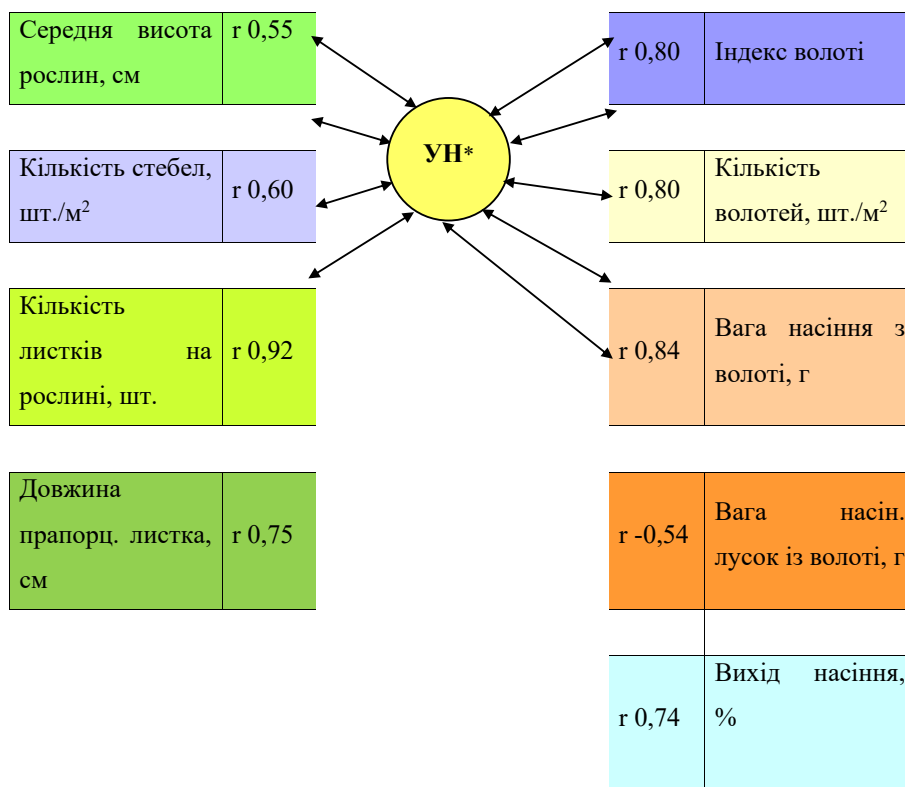 Середня висота
рослин, см
r 0,55
r 0,80
Індекс волоті
УН*
Кількість стебел,
шт./м²
r 0,60
r 0,80
Кількість
волотей, шт./м²
Кількість
листків на
рослині, шт.
r 0,92
r 0,84
Вага насіння з
волоті, г
Довжина
прапорц. листка,
см
r 0,75
r -0,54
Вага насін.
лусок із волоті, г
r 0,74
Вихід насіння,
%